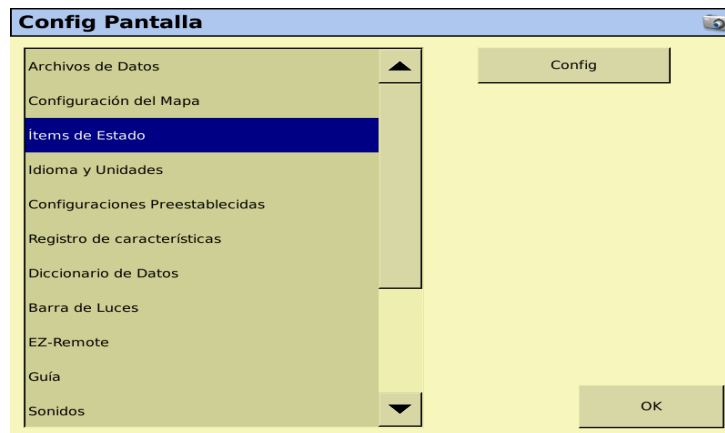 Config Pantalla
Archivos de Datos
Config
Configuración del Mapa
Ítems de Estado
Idioma y Unidades
Configuraciones Preestablecidas
Registro de características
Diccionario de Datos
Barra de Luces
EZ-Remote
Guía
Sonidos
OK